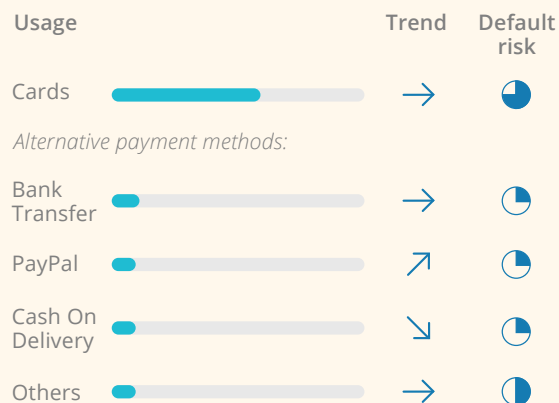 Usage Trend Default
risk
Cards
Alternative payment methods:
Bank
Transfer
PayPal
Cash On
Delivery
Others